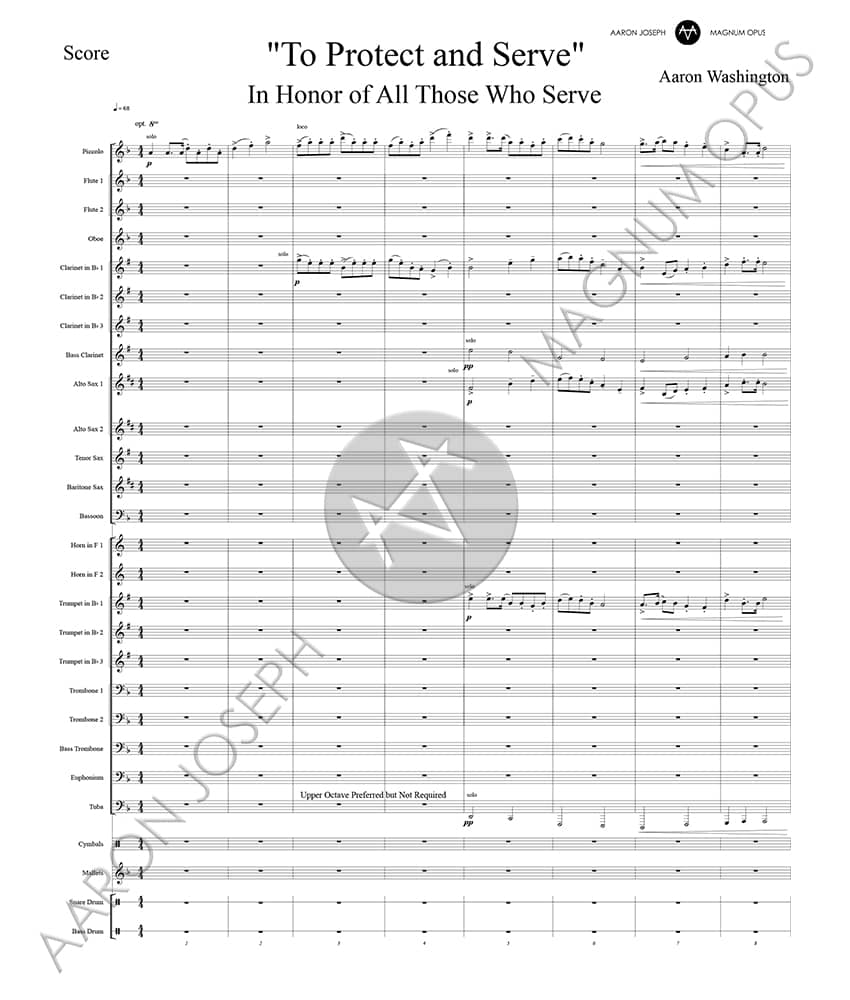 AARON JOSEPH MAGNUM OPUS
Score
"To Protect and Serve"
Aaron Washington
In Honor of All Those Who Serve
♩=68
opt. 8va
solo
loco
Piccolo
p
Flute 1
Flute 2
Oboe
solo
Clarinet in B♭ 1
p
Clarinet in B♭ 2
Clarinet in B♭ 3
solo
Bass Clarinet
pp
solo
Alto Sax 1
p
Alto Sax 2
Tenor Sax
Baritone Sax
Bassoon
Horn in F 1
Horn in F 2
solo
Trumpet in B♭ 1
p
Trumpet in B♭ 2
Trumpet in B♭ 3
Trombone 1
Trombone 2
Bass Trombone
Euphonium
Upper Octave Preferred but Not Required
solo
Tuba
pp
Cymbals
Mallets
Snare Drum
Bass Drum
1 2 3 4 5 6 7 8
AARON JOSEPH MAGNUM OPUS